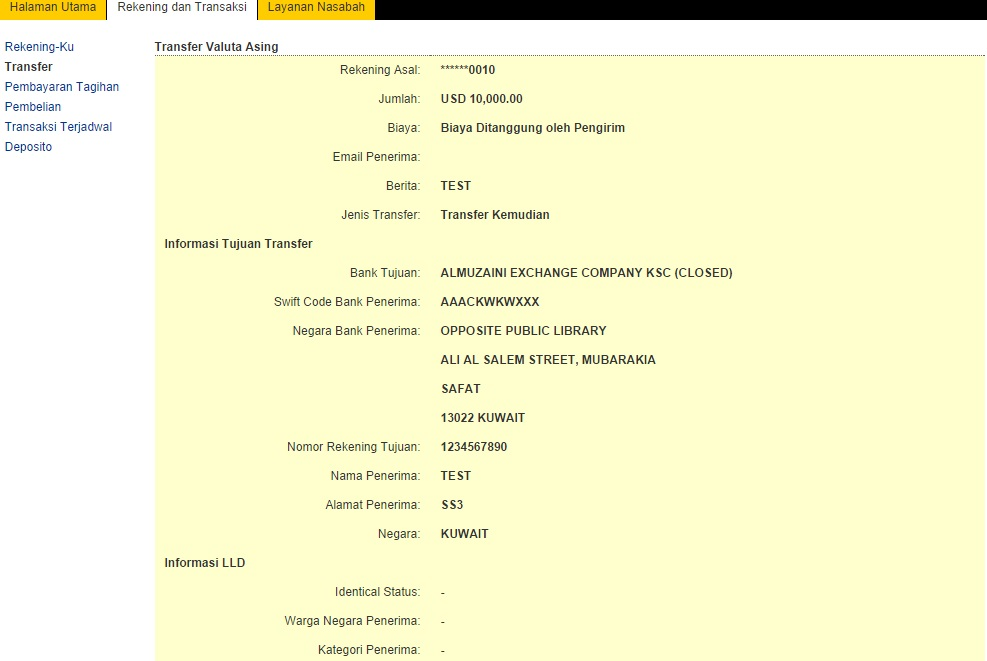 Halaman Utama Rekening dan Transaksi Layanan Nasabah
Rekening-Ku
Transfer
Pembayaran Tagihan
Pembelian
Transaksi Terjadwal
Deposito
Transfer Valuta Asing
Rekening Asal: ******0010
Jumlah: USD 10,000.00
Biaya: Biaya Ditanggung oleh Pengirim
Email Penerima:
Berita: TEST
Jenis Transfer: Transfer Kemudian
Informasi Tujuan Transfer
Bank Tujuan: ALMUZAINI EXCHANGE COMPANY KSC (CLOSED)
Swift Code Bank Penerima: AAACKWKWXXX
Negara Bank Penerima: OPPOSITE PUBLIC LIBRARY
ALI AL SALEM STREET, MUBARAKIA
SAFAT
13022 KUWAIT
Nomor Rekening Tujuan: 1234567890
Nama Penerima: TEST
Alamat Penerima: SS3
Negara: KUWAIT
Informasi LLD
Identical Status: -
Warga Negara Penerima: -
Kategori Penerima: -